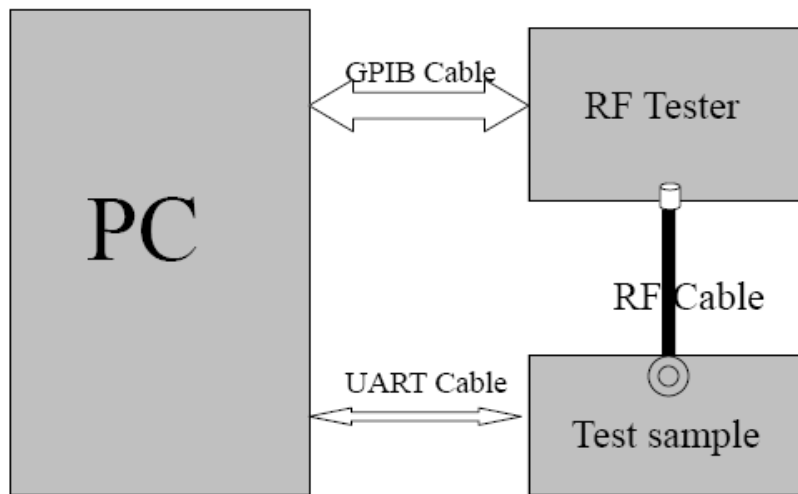 GPIB Cable
RF Tester
PC
RF Cable
UART Cable
Test sample